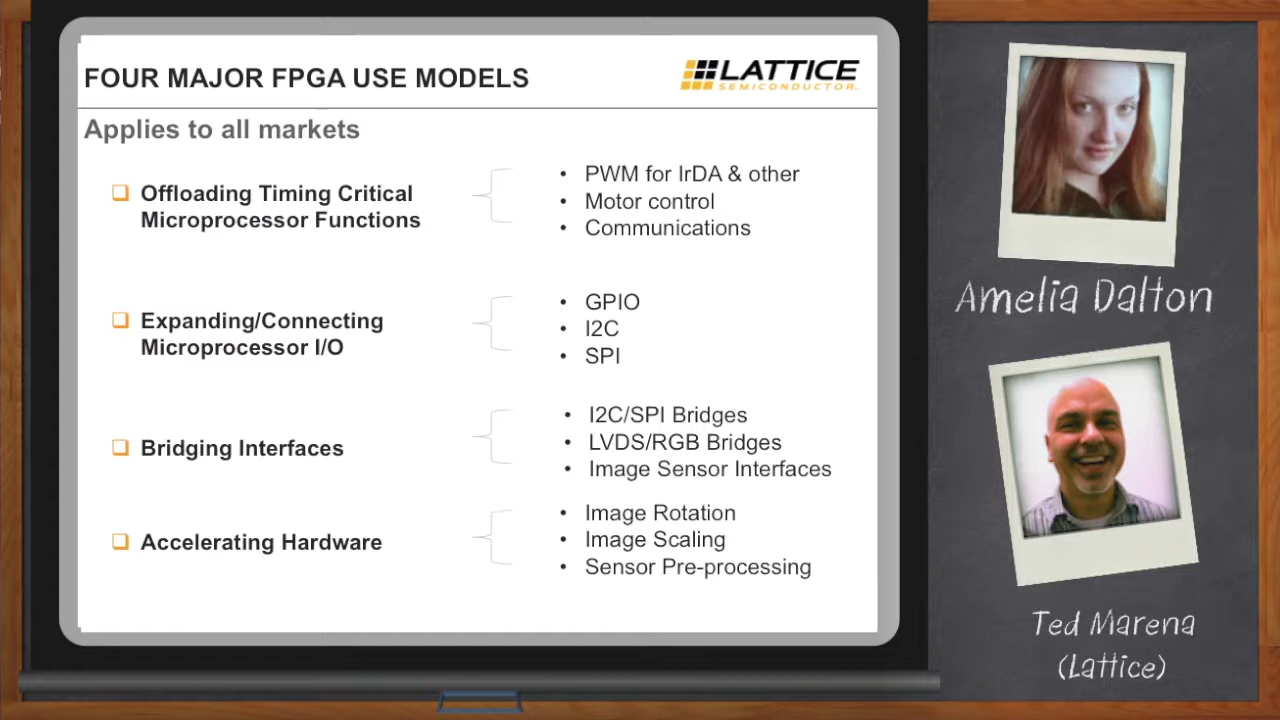 FOUR MAJOR FPGA USE MODELS
LATTICE
SEMICONDUCTOR
Applies to all markets
Offloading Timing Critical
Microprocessor Functions
• PWM for IrDA & other
• Motor control
• Communications
Expanding/Connecting
Microprocessor I/O
• GPIO
• I2C
• SPI
Bridging Interfaces
• I2C/SPI Bridges
• LVDS/RGB Bridges
• Image Sensor Interfaces
Accelerating Hardware
• Image Rotation
• Image Scaling
• Sensor Pre-processing
Amelia Dalton
Ted Marena
(Lattice)